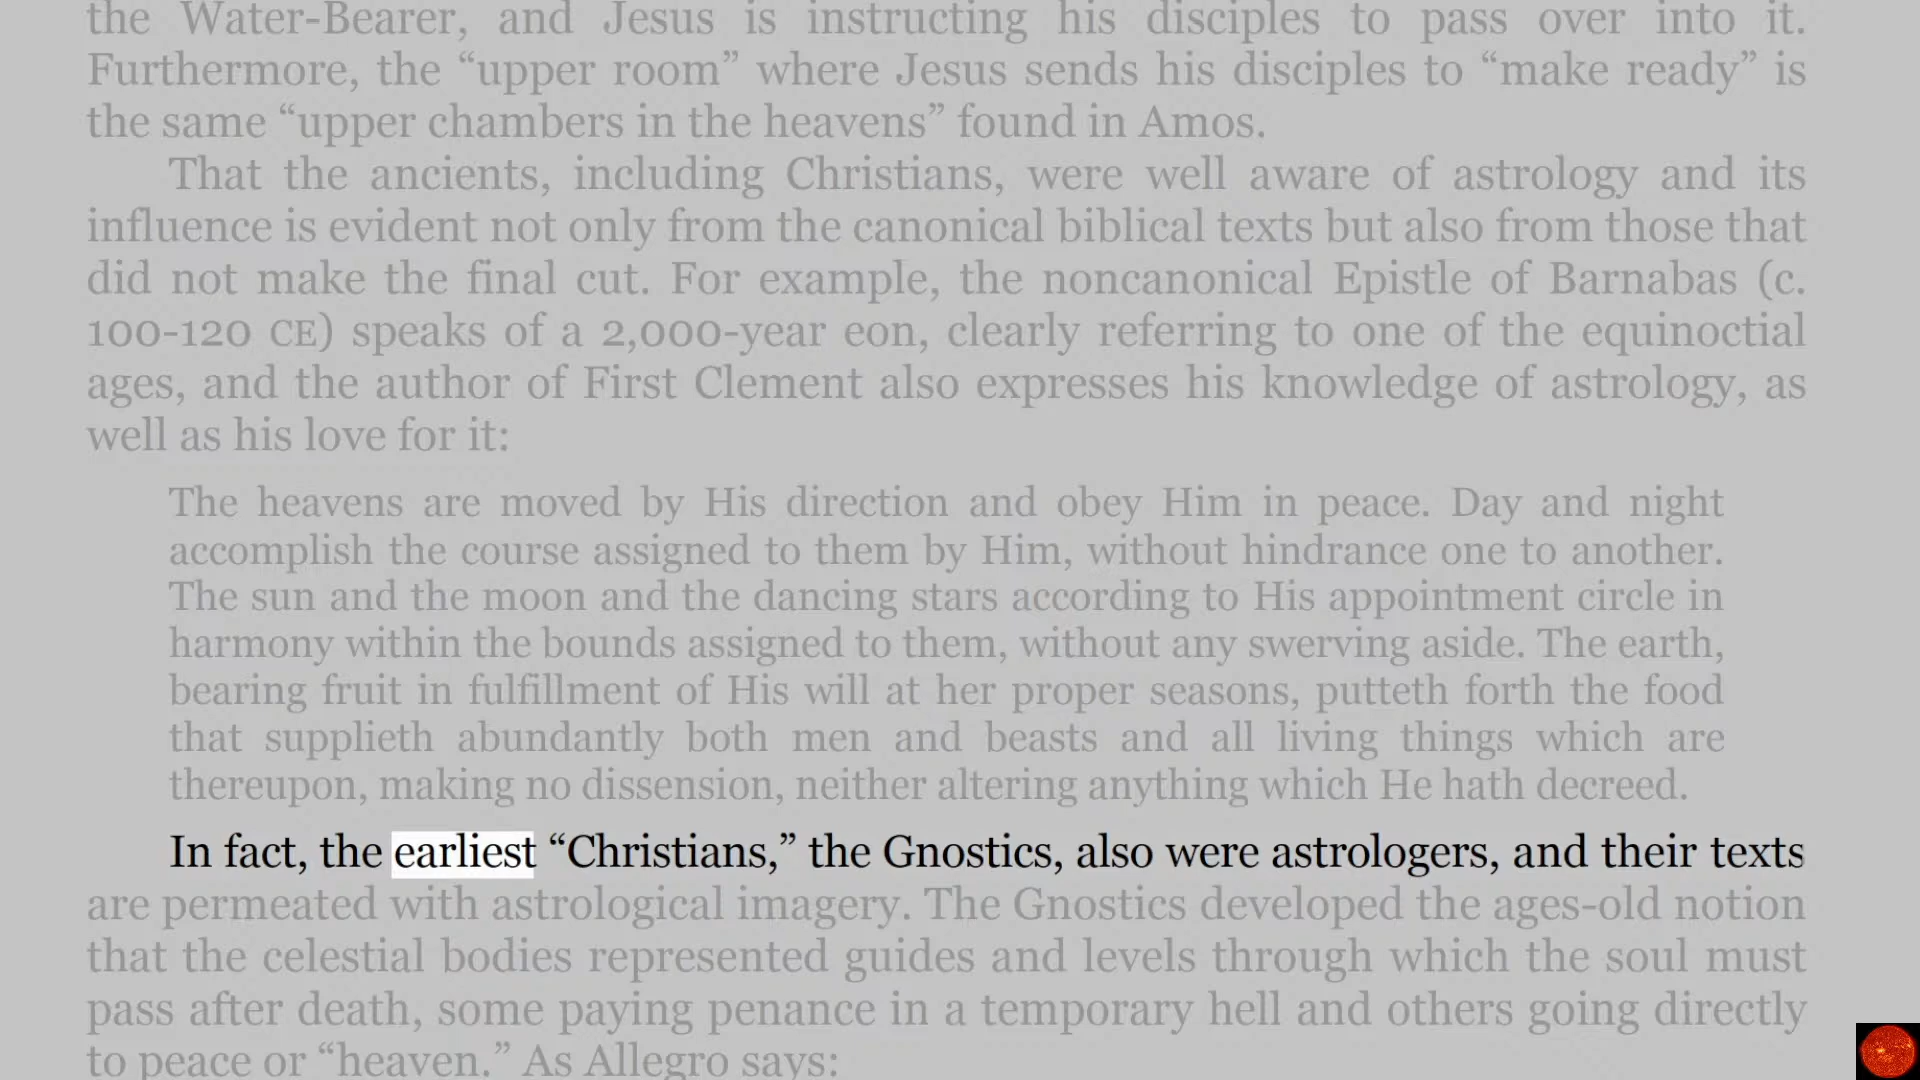 the Water-Bearer, and Jesus is instructing his disciples to pass over into it.
Furthermore, the “upper room” where Jesus sends his disciples to “make ready” is
the same “upper chambers in the heavens” found in Amos.
That the ancients, including Christians, were well aware of astrology and its
influence is evident not only from the canonical biblical texts but also from those that
did not make the final cut. For example, the noncanonical Epistle of Barnabas (c.
100-120 CE) speaks of a 2,000-year eon, clearly referring to one of the equinoctial
ages, and the author of First Clement also expresses his knowledge of astrology, as
well as his love for it:
The heavens are moved by His direction and obey Him in peace. Day and night
accomplish the course assigned to them by Him, without hindrance one to another.
The sun and the moon and the dancing stars according to His appointment circle in
harmony within the bounds assigned to them, without any swerving aside. The earth,
bearing fruit in fulfillment of His will at her proper seasons, putteth forth the food
that supplieth abundantly both men and beasts and all living things which are
thereupon, making no dissension, neither altering anything which He hath decreed.
In fact, the earliest “Christians,” the Gnostics, also were astrologers, and their texts
are permeated with astrological imagery. The Gnostics developed the ages-old notion
that the celestial bodies represented guides and levels through which the soul must
pass after death, some paying penance in a temporary hell and others going directly
to peace or “heaven.” As Allegro says: